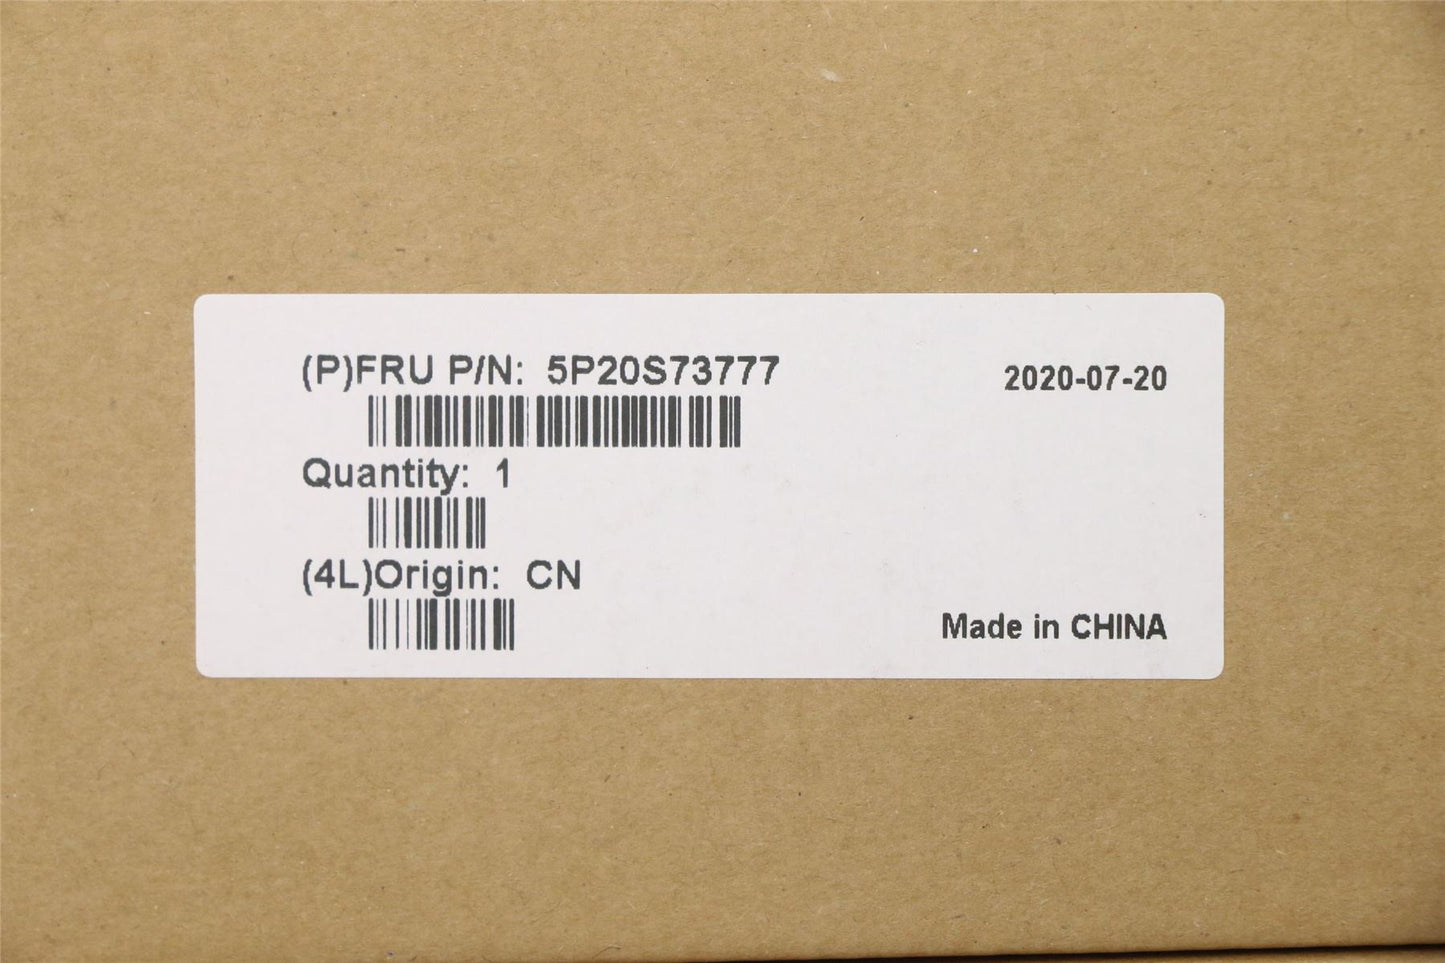 (P)FRU P/N: 5P20S73777
2020-07-20
Quantity: 1
(4L)Origin: CN
Made in CHINA